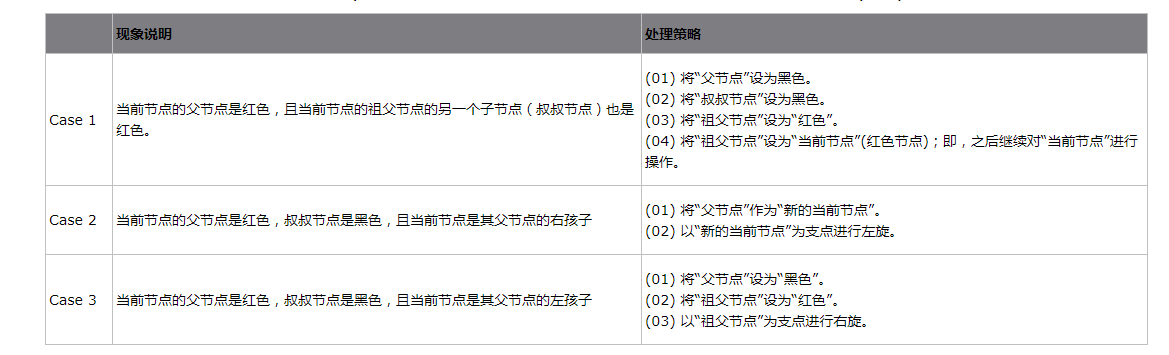 现象说明
处理策略
Case 1
当前节点的父节点是红色，且当前节点的祖父节点的另一个子节点（叔叔节点）也是
红色。
(01) 将“父节点”设为黑色。
(02) 将“叔叔节点”设为黑色。
(03) 将“祖父节点”设为“红色”。
(04) 将“祖父节点”设为“当前节点”(红色节点)；即，之后继续对“当前节点”进行
操作。
Case 2
当前节点的父节点是红色，叔叔节点是黑色，且当前节点是其父节点的右孩子
(01) 将“父节点”作为“新的当前节点”。
(02) 以“新的当前节点”为支点进行左旋。
Case 3
当前节点的父节点是红色，叔叔节点是黑色，且当前节点是其父节点的左孩子
(01) 将“父节点”设为“黑色”。
(02) 将“祖父节点”设为“红色”。
(03) 以“祖父节点”为支点进行右旋。